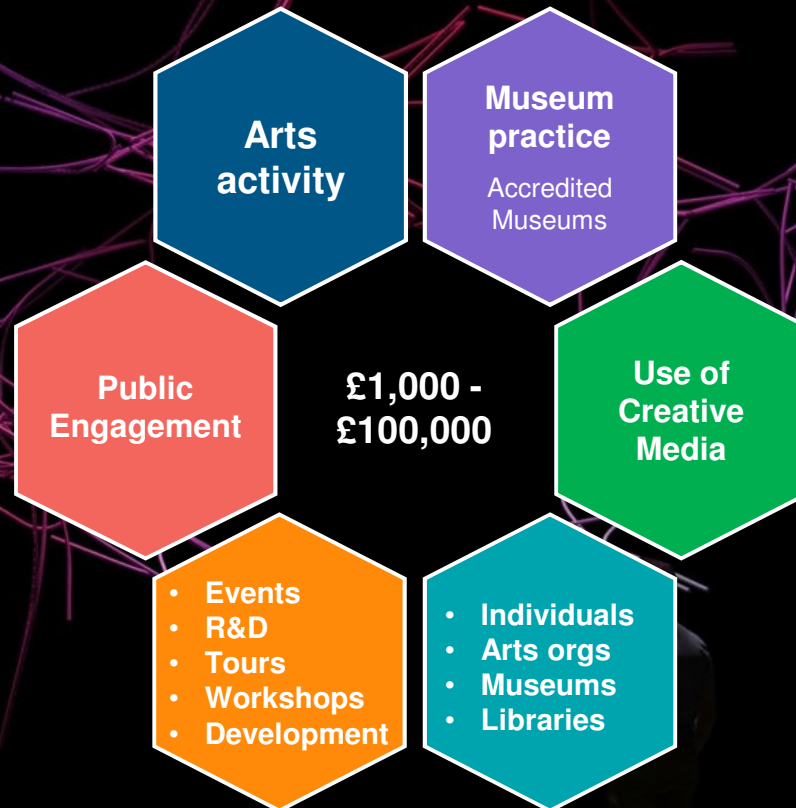 Arts
activity
Museum
practice
Accredited
Museums
Public
Engagement
£1,000 -
£100,000
Use of
Creative
Media
• Events
• R&D
• Tours
• Workshops
• Development
• Individuals
• Arts orgs
• Museums
• Libraries